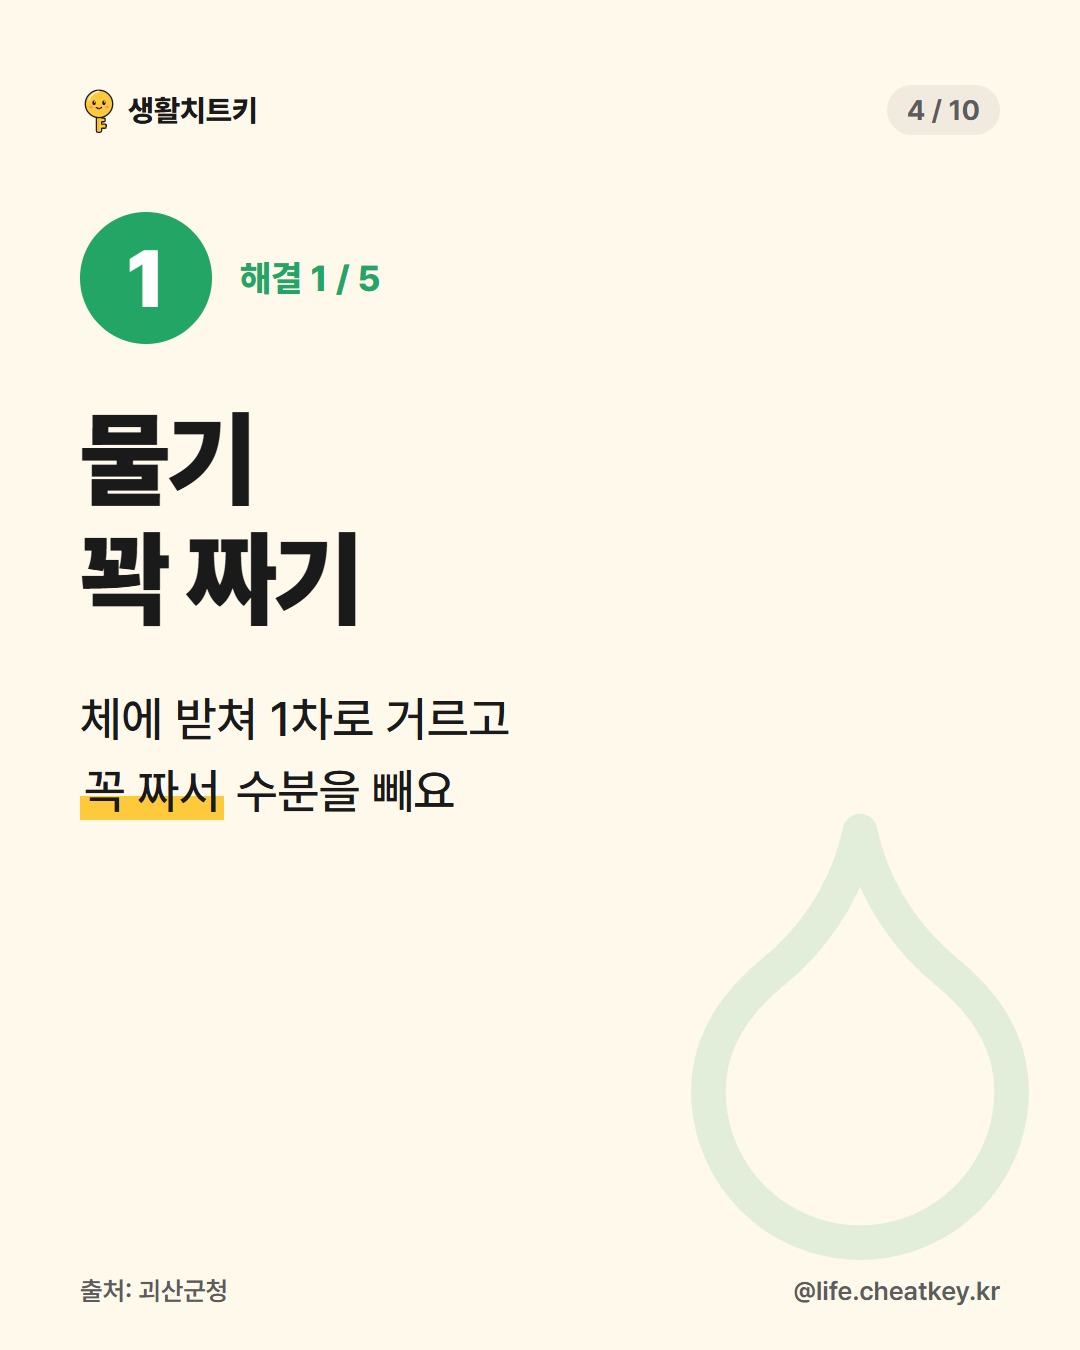 생활치트키
4 / 10
1
해결 1 / 5
물기
꽉 짜기
체에 받쳐 1차로 거르고
꼭 짜서 수분을 빼요
출처: 괴산군청
@life.cheatkey.kr